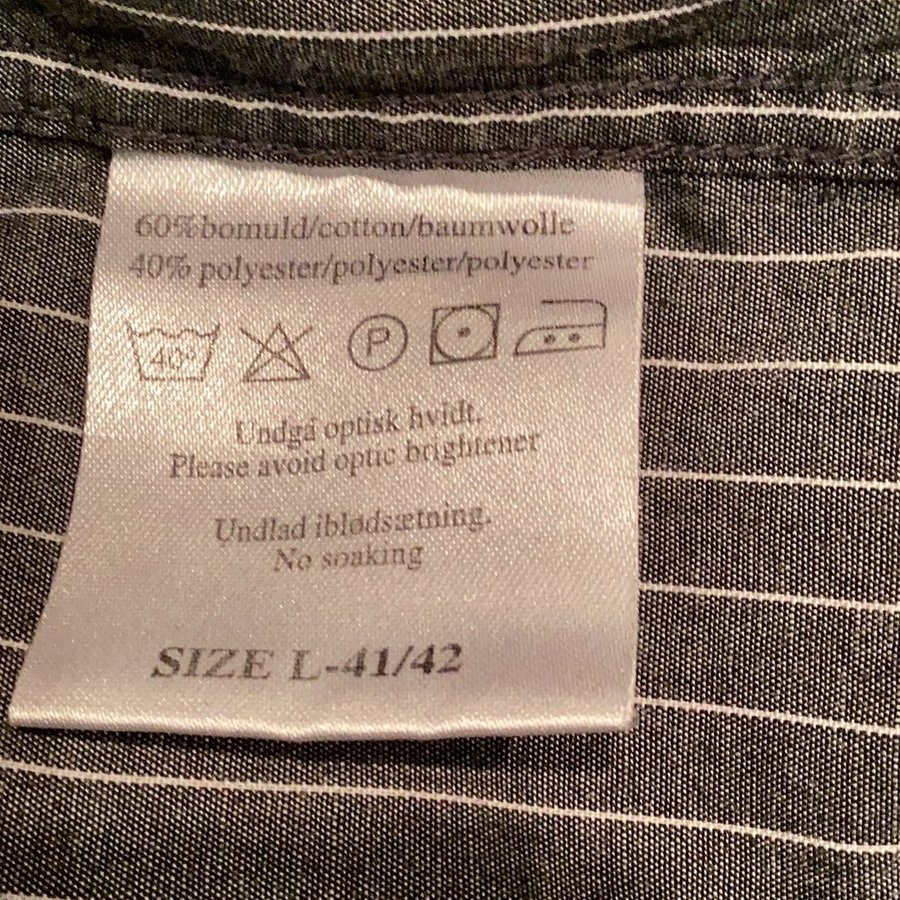 60%bomuld/cotton/baumwolle
40% polyester/polyester/polyester
40° P
Undgå optisk hvidt.
Please avoid optic brightener
Undlad iblødsætning.
No soaking
SIZE L-41/42